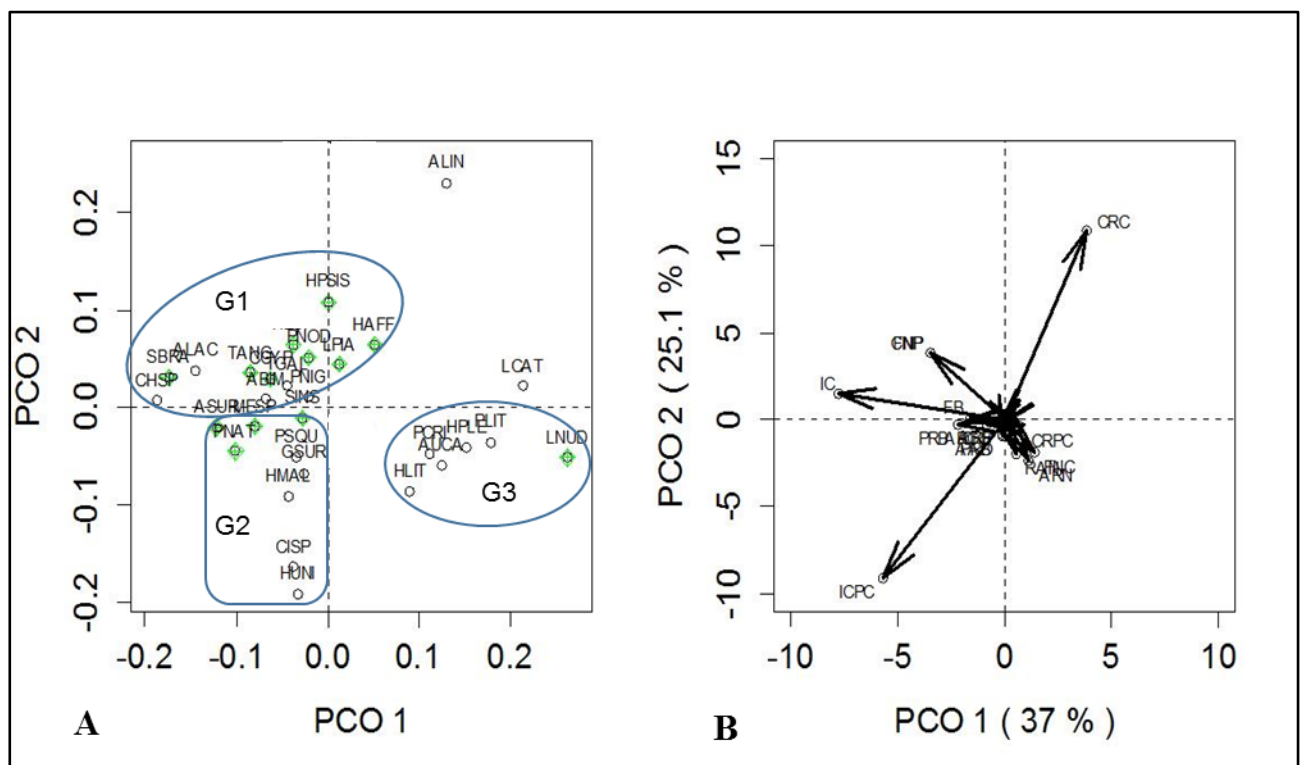 ALIN
0.2
HPSIS
G1
0.1
HAFF
PNOD
LPIA
ALAC
TANG
SBRA
LCAT
CHSP
PNIG
0.0
SINS
ASUR
MESP
PLIT
PNAT
PSQU
HPLE
PCRI
LNUD
GSUR
AUCA
HLIT
HMAL
G3
-0.1
G2
CISP
HUNI
-0.2
-0.2 -0.1 0.0 0.1 0.2
PCO 2
PCO 1
A
15
CRC
10
5
IC
0
CRPC
-5
ICPC
-10
-10 -5 0 5 10
PCO 2 ( 25.1 % )
PCO 1 ( 37 % )
B